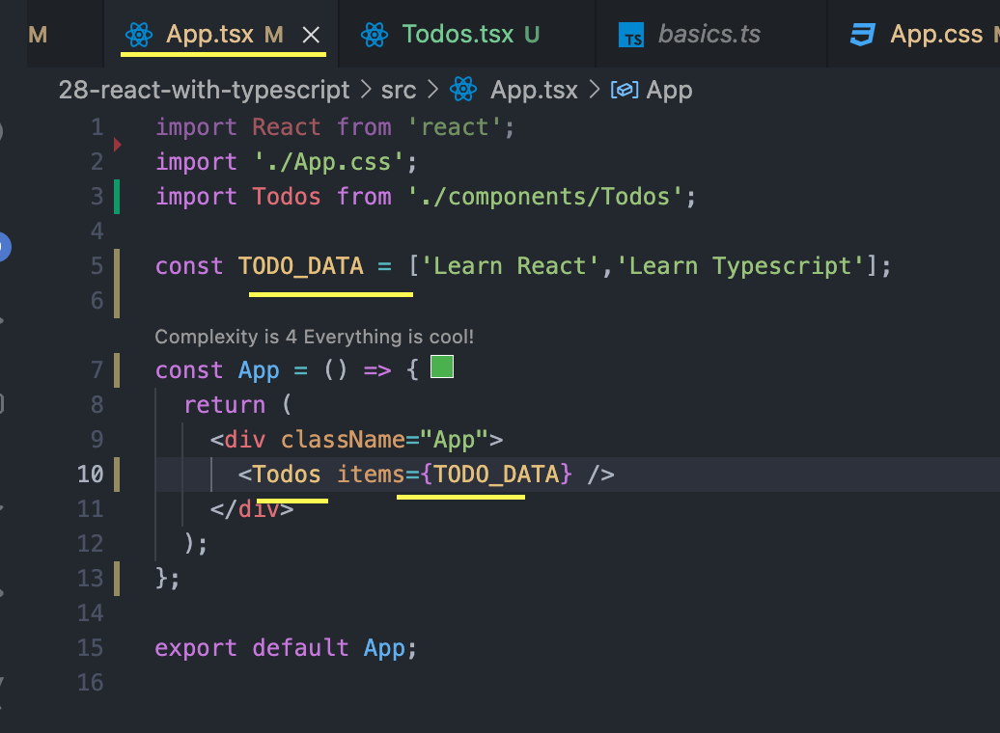 M App.tsx M Todos.tsx U TS basics.ts App.css
28-react-with-typescript > src > App.tsx > App
1 import React from 'react';
2 import './App.css';
3 import Todos from './components/Todos';
4
5 const TODO_DATA = ['Learn React','Learn Typescript'];
6
Complexity is 4 Everything is cool!
7 const App = () => {
8 return (
9 <div className="App">
10 <Todos items={TODO_DATA} />
11 </div>
12 );
13 };
14
15 export default App;
16